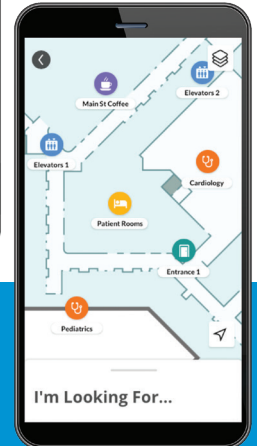 Main St Coffee
Elevators 2
Elevators 1
Cardiology
Patient Rooms
Entrance 1
Pediatrics
I'm Looking For...